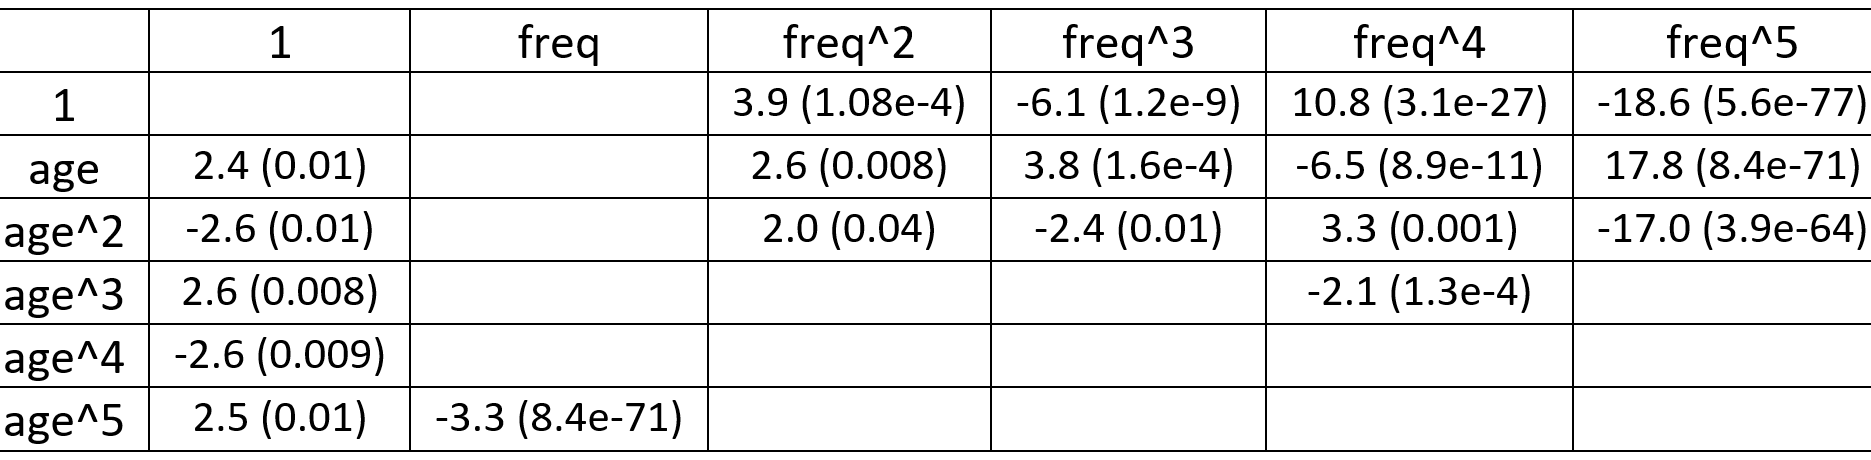 1 freq freq^2 freq^3 freq^4 freq^5
1 3.9 (1.08e-4) -6.1 (1.2e-9) 10.8 (3.1e-27) -18.6 (5.6e-77)
age 2.4 (0.01) 2.6 (0.008) 3.8 (1.6e-4) -6.5 (8.9e-11) 17.8 (8.4e-71)
age^2 -2.6 (0.01) 2.0 (0.04) -2.4 (0.01) 3.3 (0.001) -17.0 (3.9e-64)
age^3 2.6 (0.008) -2.1 (1.3e-4)
age^4 -2.6 (0.009)
age^5 2.5 (0.01) -3.3 (8.4e-71)